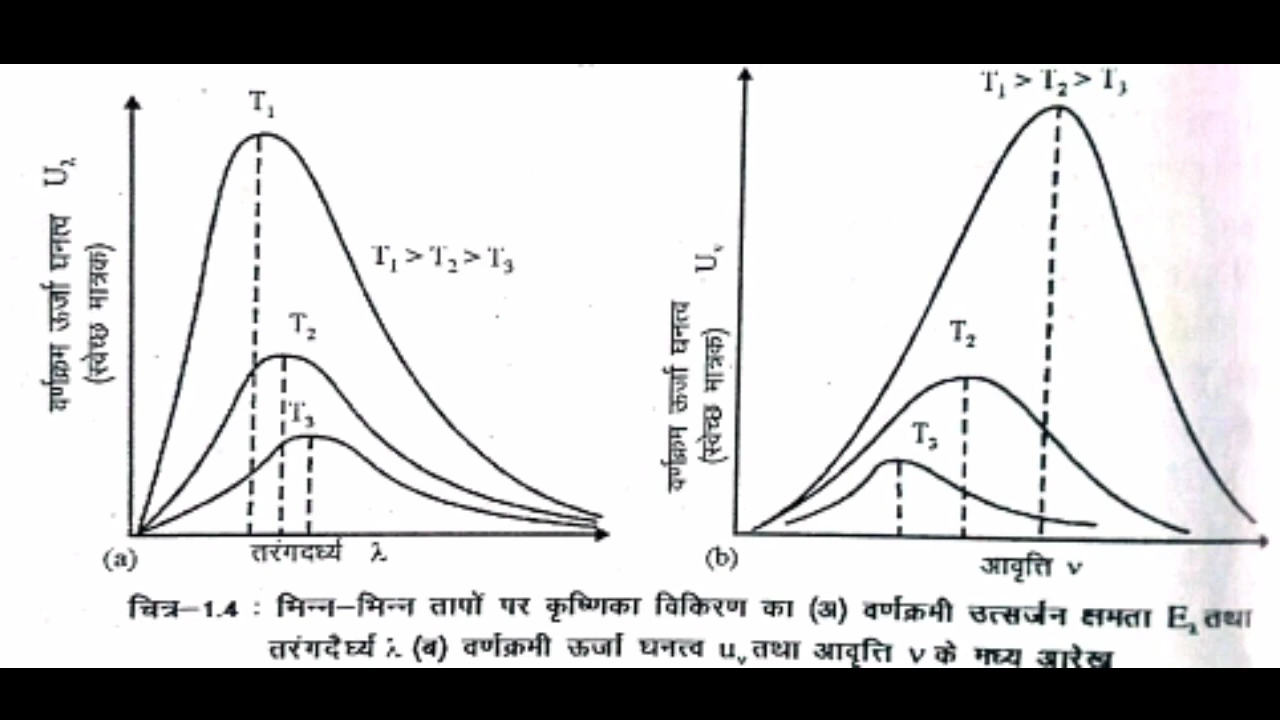 T₁
T₁ > T₂ > T₃
T₂
T₃
वर्णक्रम ऊर्जा घनत्व U_λ
(स्वेच्छ मात्रक)
(a)
तरंगदर्ध्य λ
T₁ > T₂ > T₃
T₂
T₃
वर्णक्रम ऊर्जा घनत्व U_ν
(स्वेच्छ मात्रक)
(b)
आवृत्ति ν
चित्र–1.4 : भिन्न–भिन्न तापों पर कृष्णिका विकिरण का (अ) वर्णक्रमी उत्सर्जन क्षमता E_λ तथा
तरंगदैर्घ्य λ (ब) वर्णक्रमी ऊर्जा घनत्व u_ν तथा आवृत्ति ν के मध्य आरेख